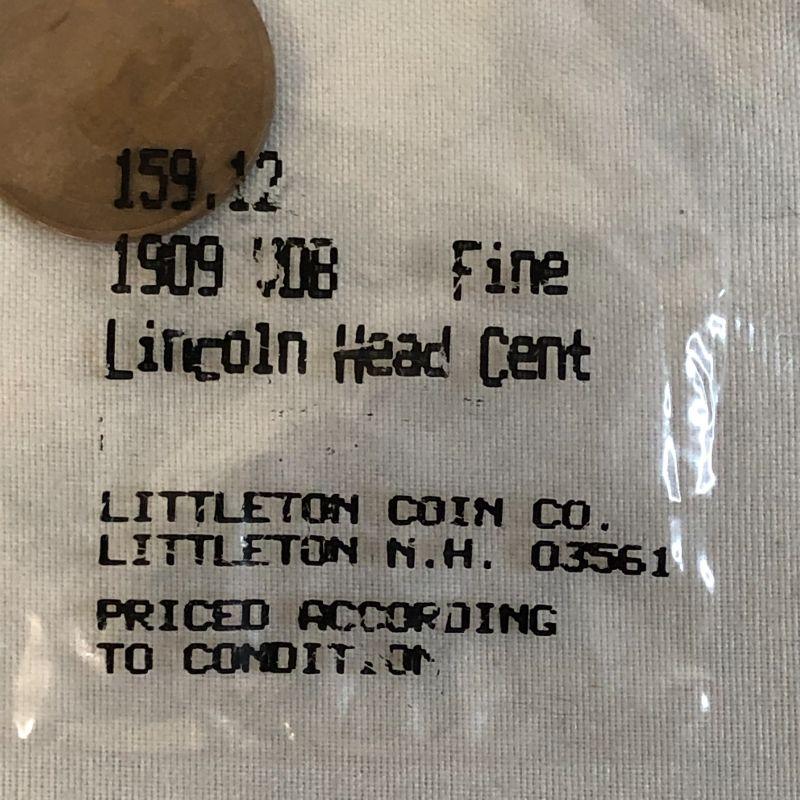 159.12
1909 VDB Fine
Lincoln Head Cent
LITTLETON COIN CO.
LITTLETON N.H. 03561
PRICED ACCORDING
TO CONDITION